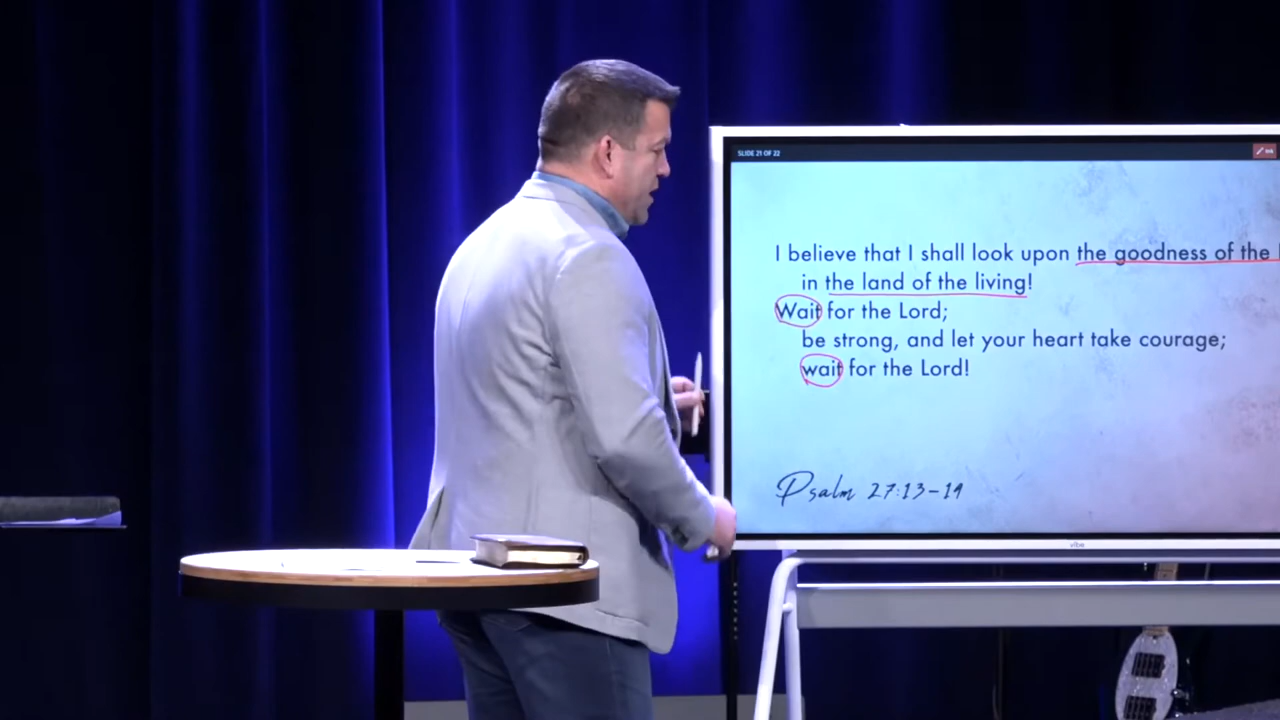 SLIDE 21 OF 22
I believe that I shall look upon the goodness of the
in the land of the living!
Wait for the Lord;
be strong, and let your heart take courage;
wait for the Lord!
Psalm 27:13-14
vibe